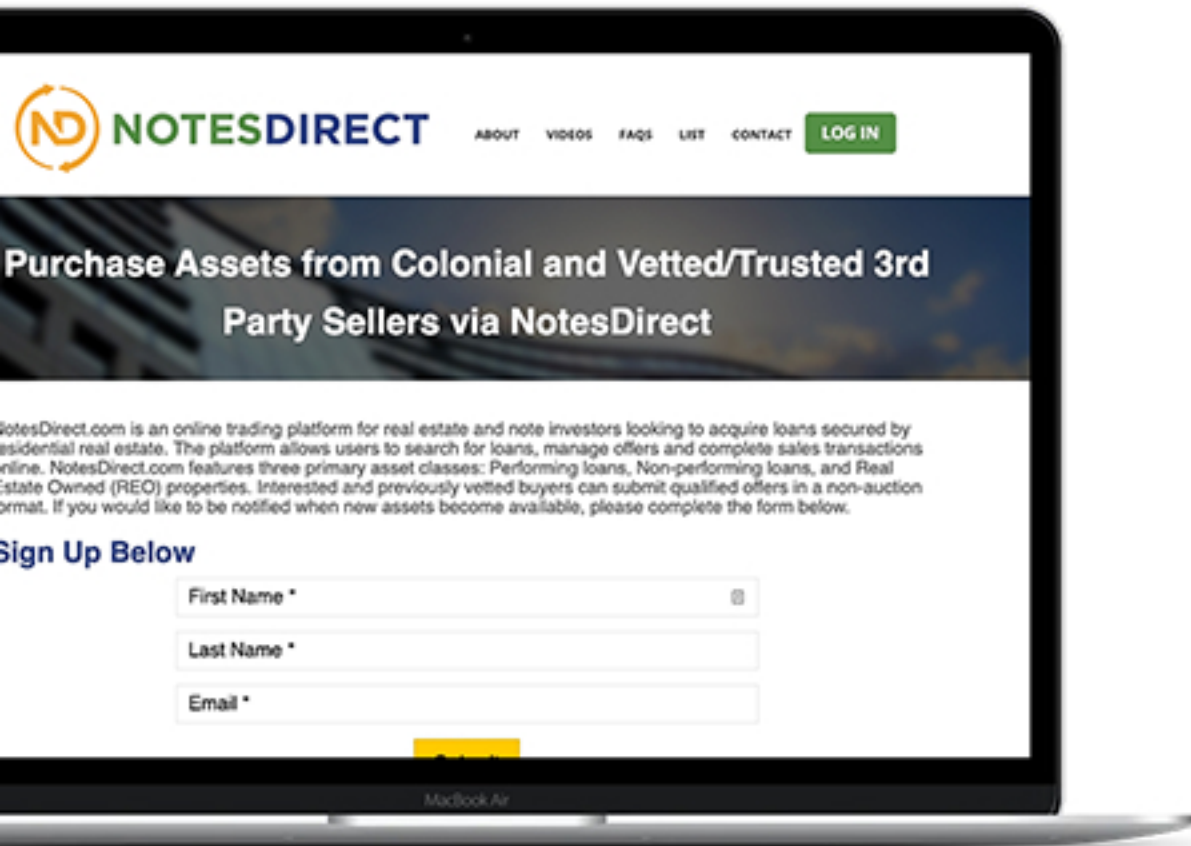 ND NOTESDIRECT
ABOUT VIDEOS FAQS LIST CONTACT LOG IN
Purchase Assets from Colonial and Vetted/Trusted 3rd
Party Sellers via NotesDirect
NotesDirect.com is an online trading platform for real estate and note investors looking to acquire loans secured by
residential real estate. The platform allows users to search for loans, manage offers and complete sales transactions
online. NotesDirect.com features three primary asset classes: Performing loans, Non-performing loans, and Real
Estate Owned (REO) properties. Interested and previously vetted buyers can submit qualified offers in a non-auction
format. If you would like to be notified when new assets become available, please complete the form below.
Sign Up Below
First Name *
Last Name *
Email *
MacBook Air